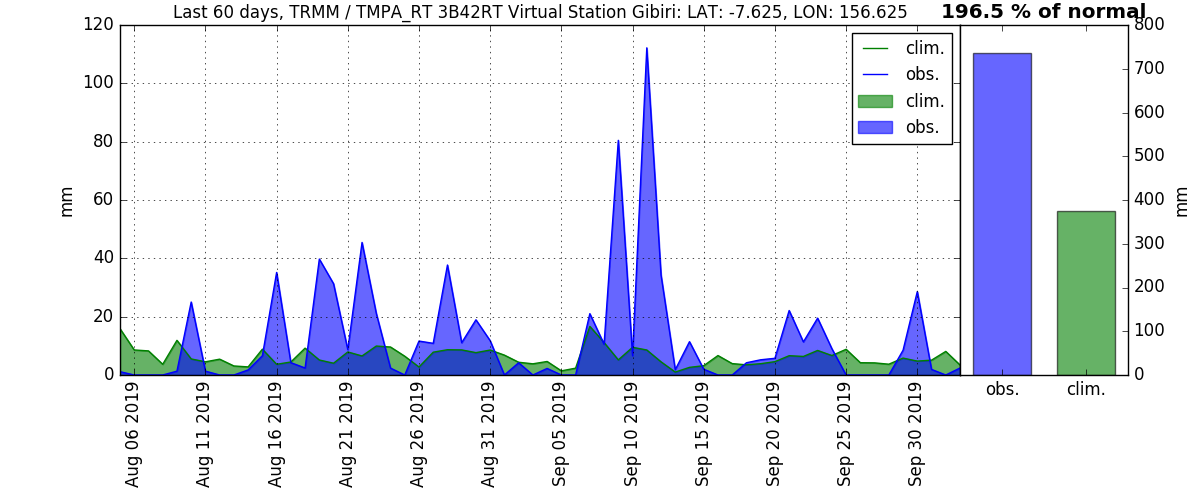 Last 60 days, TRMM / TMPA_RT 3B42RT Virtual Station Gibiri: LAT: -7.625, LON: 156.625
196.5 % of normal
120
100
80
60
40
20
0
mm
clim.
obs.
clim.
obs.
Aug 06 2019
Aug 11 2019
Aug 16 2019
Aug 21 2019
Aug 26 2019
Aug 31 2019
Sep 05 2019
Sep 10 2019
Sep 15 2019
Sep 20 2019
Sep 25 2019
Sep 30 2019
800
700
600
500
400
300
200
100
0
mm
obs.
clim.